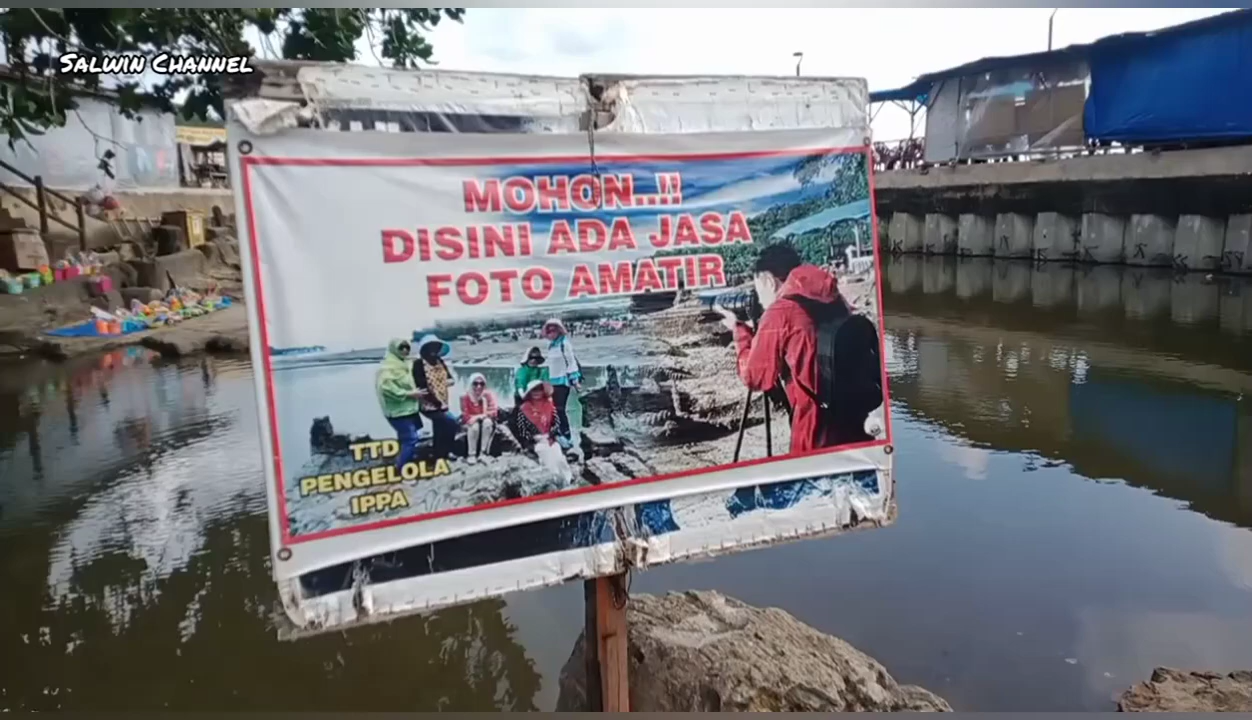 SALWIN CHANNEL
MOHON..!!
DISINI ADA JASA
FOTO AMATIR
TTD
PENGELOLA
IPPA